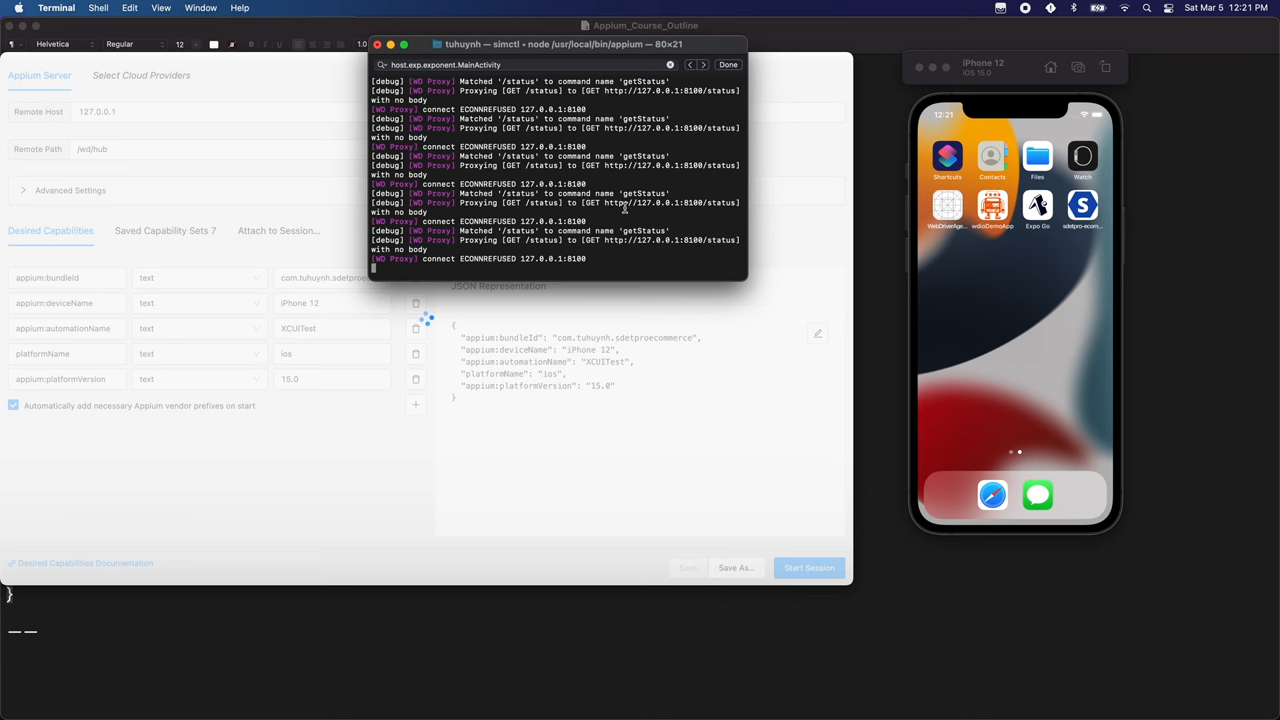 Terminal Shell Edit View Window Help Sat Mar 5 12:21 PM
Appium_Course_Outline
¶ Helvetica Regular 12 a B I U 1.0
tuhuynh — simctl • node /usr/local/bin/appium — 80×21
host.exp.exponent.MainActivity Done
[debug] [WD Proxy] Matched '/status' to command name 'getStatus'
[debug] [WD Proxy] Proxying [GET /status] to [GET http://127.0.0.1:8100/status]
with no body
[WD Proxy] connect ECONNREFUSED 127.0.0.1:8100
[debug] [WD Proxy] Matched '/status' to command name 'getStatus'
[debug] [WD Proxy] Proxying [GET /status] to [GET http://127.0.0.1:8100/status]
with no body
[WD Proxy] connect ECONNREFUSED 127.0.0.1:8100
[debug] [WD Proxy] Matched '/status' to command name 'getStatus'
[debug] [WD Proxy] Proxying [GET /status] to [GET http://127.0.0.1:8100/status]
with no body
[WD Proxy] connect ECONNREFUSED 127.0.0.1:8100
[debug] [WD Proxy] Matched '/status' to command name 'getStatus'
[debug] [WD Proxy] Proxying [GET /status] to [GET http://127.0.0.1:8100/status]
with no body
[WD Proxy] connect ECONNREFUSED 127.0.0.1:8100
[debug] [WD Proxy] Matched '/status' to command name 'getStatus'
[debug] [WD Proxy] Proxying [GET /status] to [GET http://127.0.0.1:8100/status]
with no body
[WD Proxy] connect ECONNREFUSED 127.0.0.1:8100
Appium Server Select Cloud Providers
Remote Host 127.0.0.1
Remote Path /wd/hub
Advanced Settings
Desired Capabilities Saved Capability Sets 7 Attach to Session...
appium:bundleId text com.tuhuynh.sdetproec
appium:deviceName text iPhone 12
appium:automationName text XCUITest
platformName text ios
appium:platformVersion text 15.0
Automatically add necessary Appium vendor prefixes on start
JSON Representation
{
"appium:bundleId": "com.tuhuynh.sdetproecommerce",
"appium:deviceName": "iPhone 12",
"appium:automationName": "XCUITest",
"platformName": "ios",
"appium:platformVersion": "15.0"
}
Desired Capabilities Documentation
Save Save As... Start Session
}
— —
iPhone 12
iOS 15.0
12:21
Shortcuts Contacts Files Watch
WebDriverAge... wdioDemoApp Expo Go sdetpro-ecom...